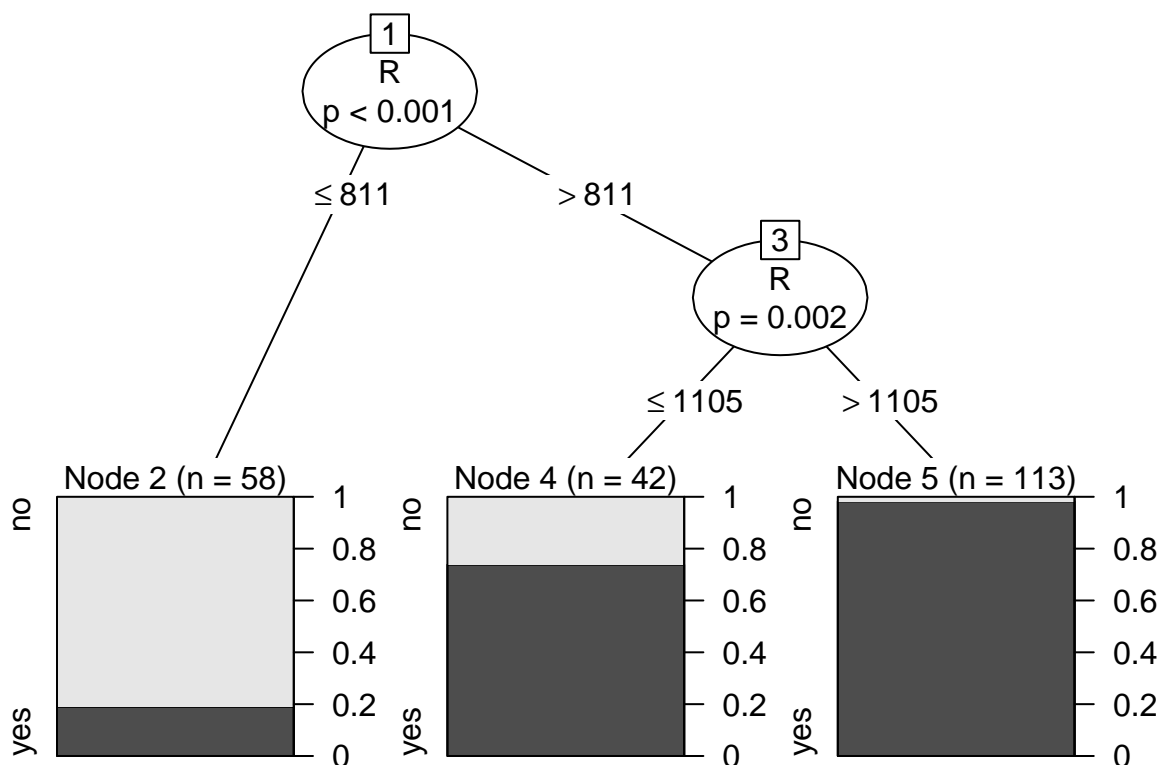 1
R
p < 0.001
≤ 811
> 811
3
R
p = 0.002
≤ 1105
> 1105
Node 2 (n = 58)
no
yes
1
0.8
0.6
0.4
0.2
0
Node 4 (n = 42)
no
yes
1
0.8
0.6
0.4
0.2
0
Node 5 (n = 113)
no
yes
1
0.8
0.6
0.4
0.2
0